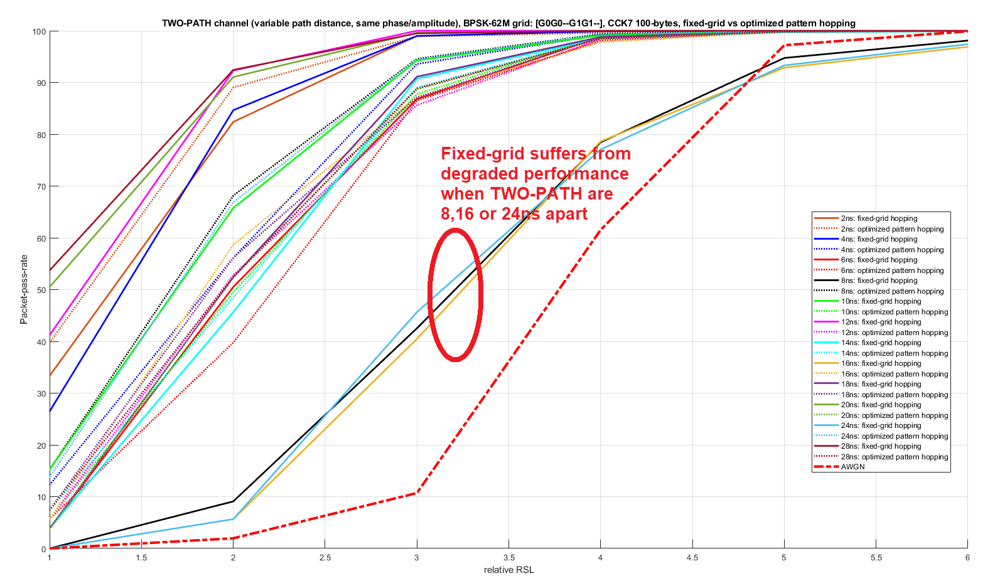 TWO-PATH channel (variable path distance, same phase/amplitude), BPSK-62M grid: [G0G0--G1G1--], CCK7 100-bytes, fixed-grid vs optimized pattern hopping
100
90
80
70
60
50
40
30
20
10
0
Packet-pass-rate
Fixed-grid suffers from
degraded performance
when TWO-PATH are
8,16 or 24ns apart
2ns: fixed-grid hopping
2ns: optimized pattern hopping
4ns: fixed-grid hopping
4ns: optimized pattern hopping
6ns: fixed-grid hopping
6ns: optimized pattern hopping
8ns: fixed-grid hopping
8ns: optimized pattern hopping
10ns: fixed-grid hopping
10ns: optimized pattern hopping
12ns: fixed-grid hopping
12ns: optimized pattern hopping
14ns: fixed-grid hopping
14ns: optimized pattern hopping
16ns: fixed-grid hopping
16ns: optimized pattern hopping
18ns: fixed-grid hopping
18ns: optimized pattern hopping
20ns: fixed-grid hopping
20ns: optimized pattern hopping
24ns: fixed-grid hopping
24ns: optimized pattern hopping
28ns: fixed-grid hopping
28ns: optimized pattern hopping
AWGN
1 1.5 2 2.5 3 3.5 4 4.5 5 5.5 6
relative RSL